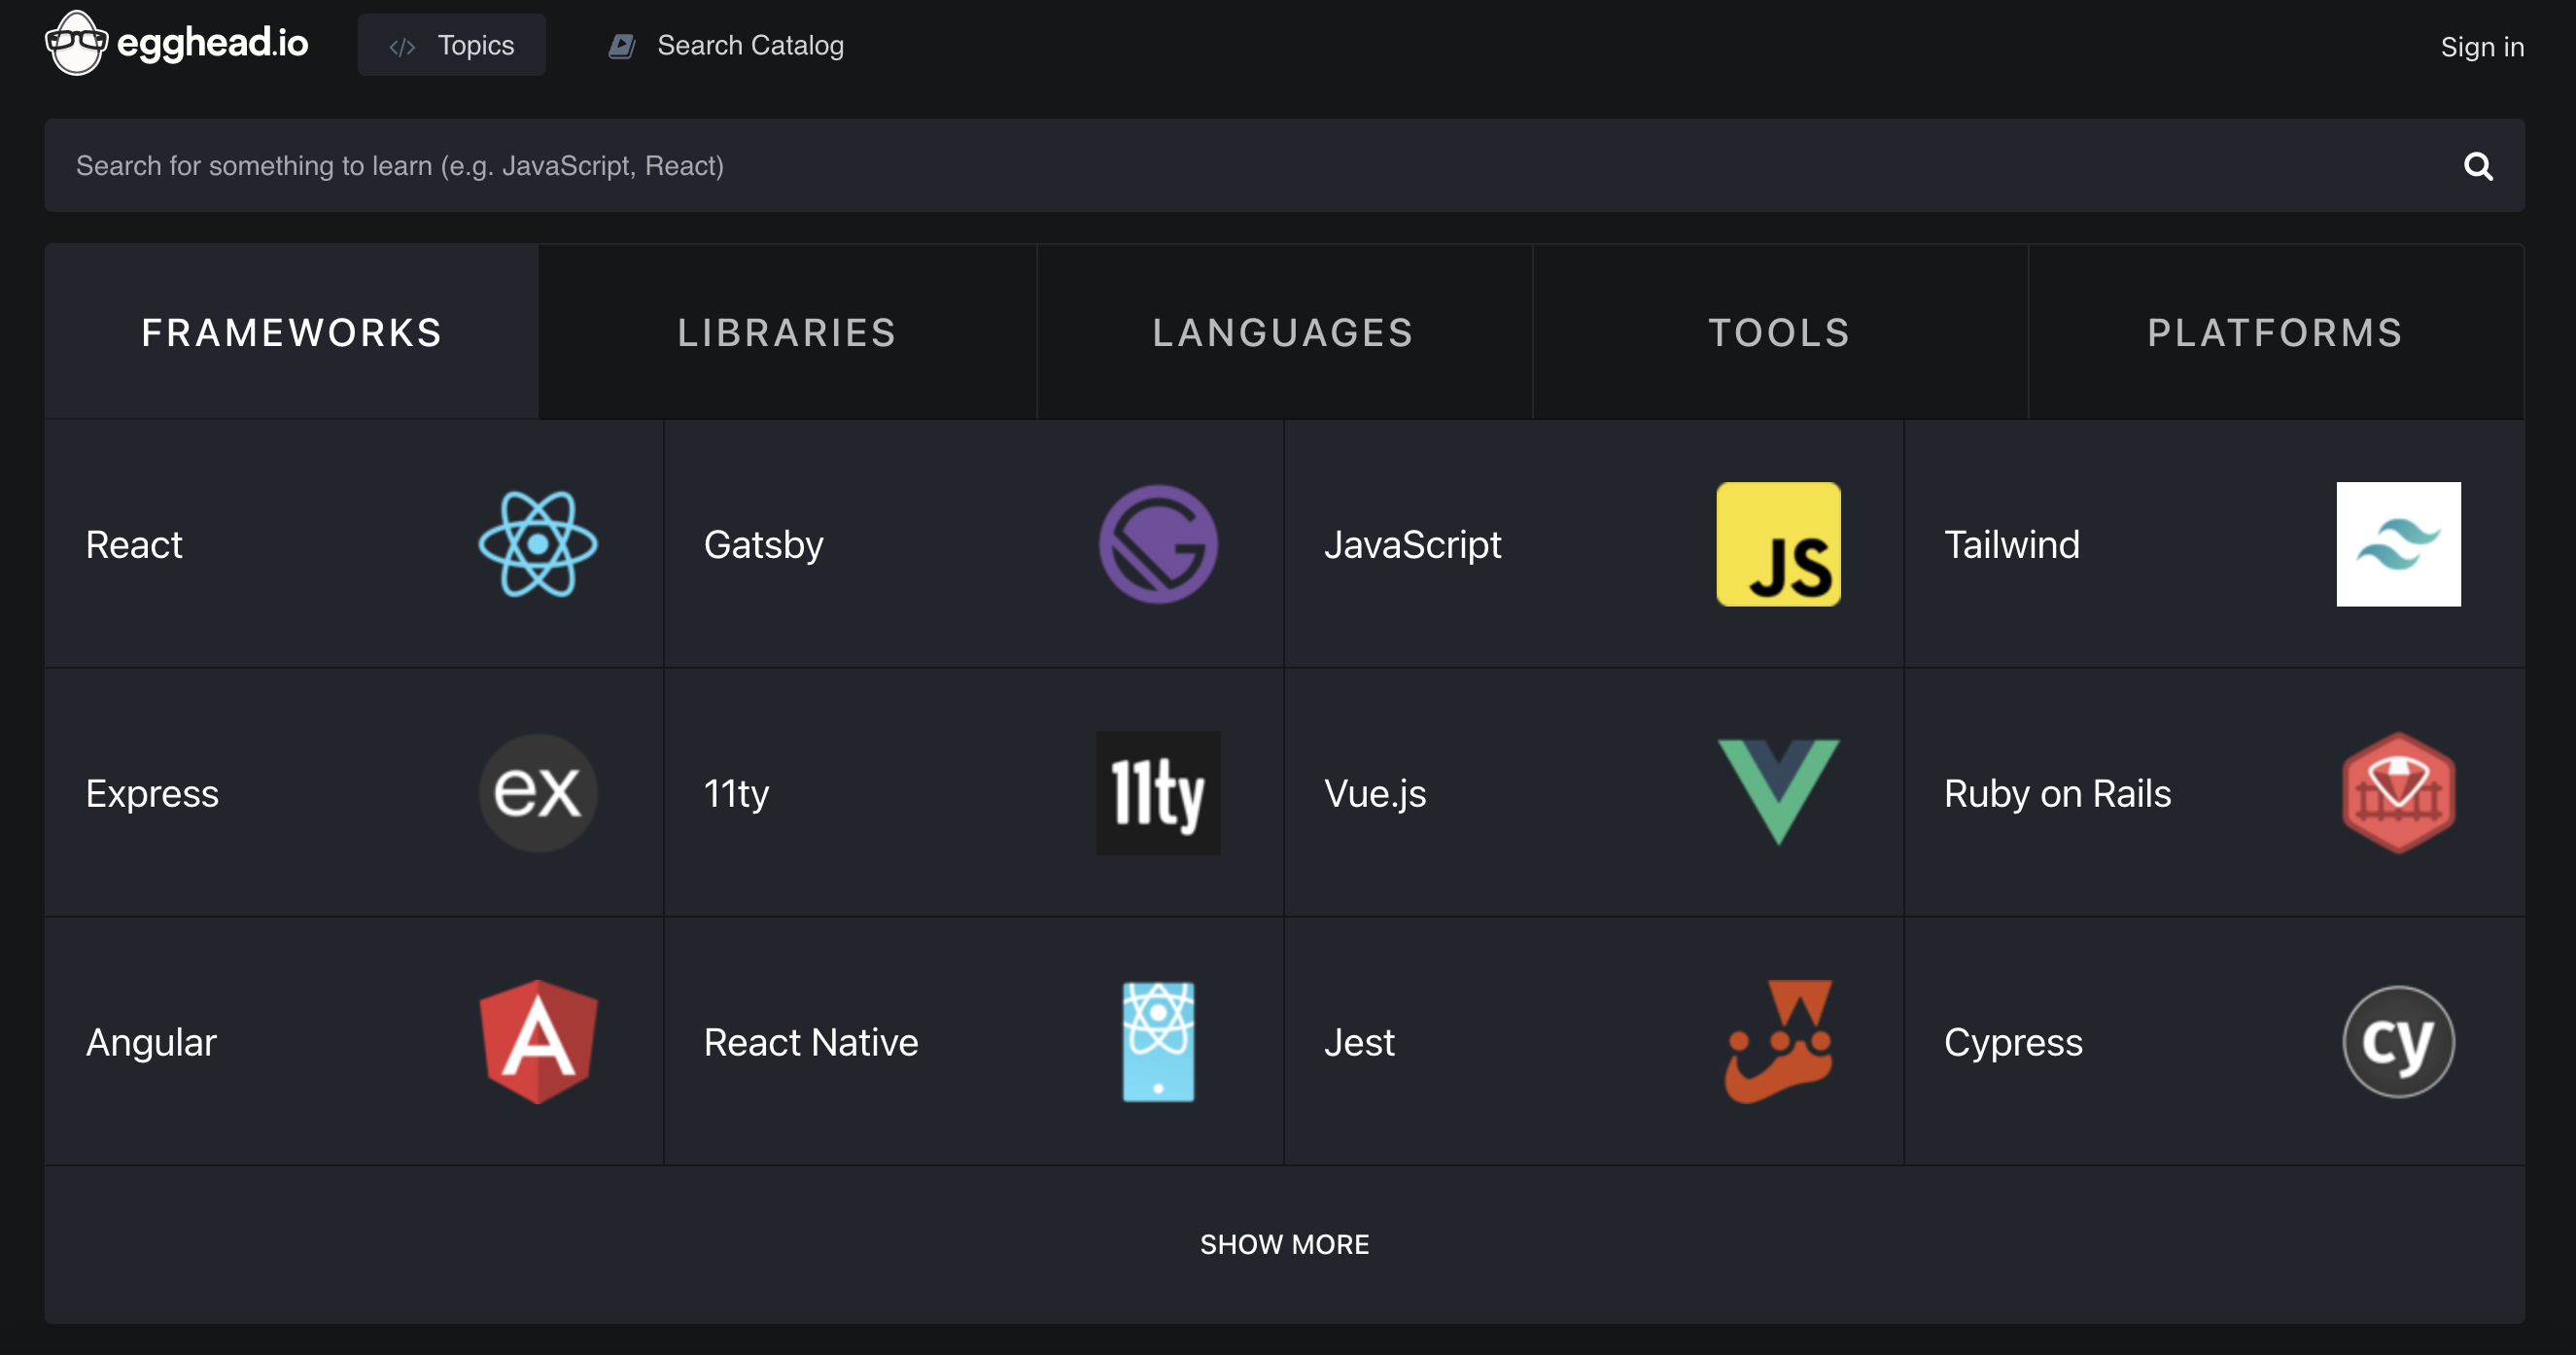 egghead.io
Topics
Search Catalog
Sign in
Search for something to learn (e.g. JavaScript, React)
FRAMEWORKS
LIBRARIES
LANGUAGES
TOOLS
PLATFORMS
React
Gatsby
JavaScript
JS
Tailwind
Express
ex
11ty
11ty
Vue.js
Ruby on Rails
Angular
A
React Native
Jest
Cypress
cy
SHOW MORE